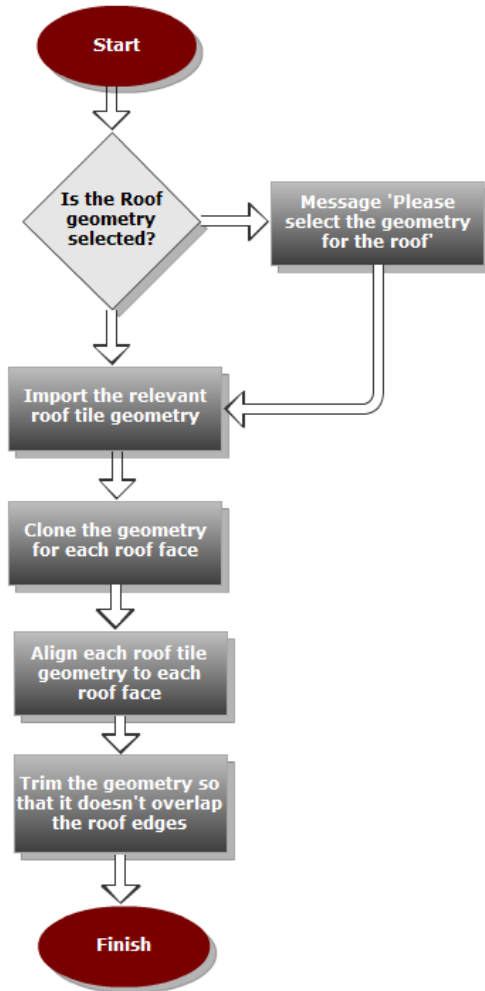 Start
Is the Roof
geometry
selected?
Message 'Please
select the geometry
for the roof'
Import the relevant
roof tile geometry
Clone the geometry
for each roof face
Align each roof tile
geometry to each
roof face
Trim the geometry so
that it doesn't overlap
the roof edges
Finish